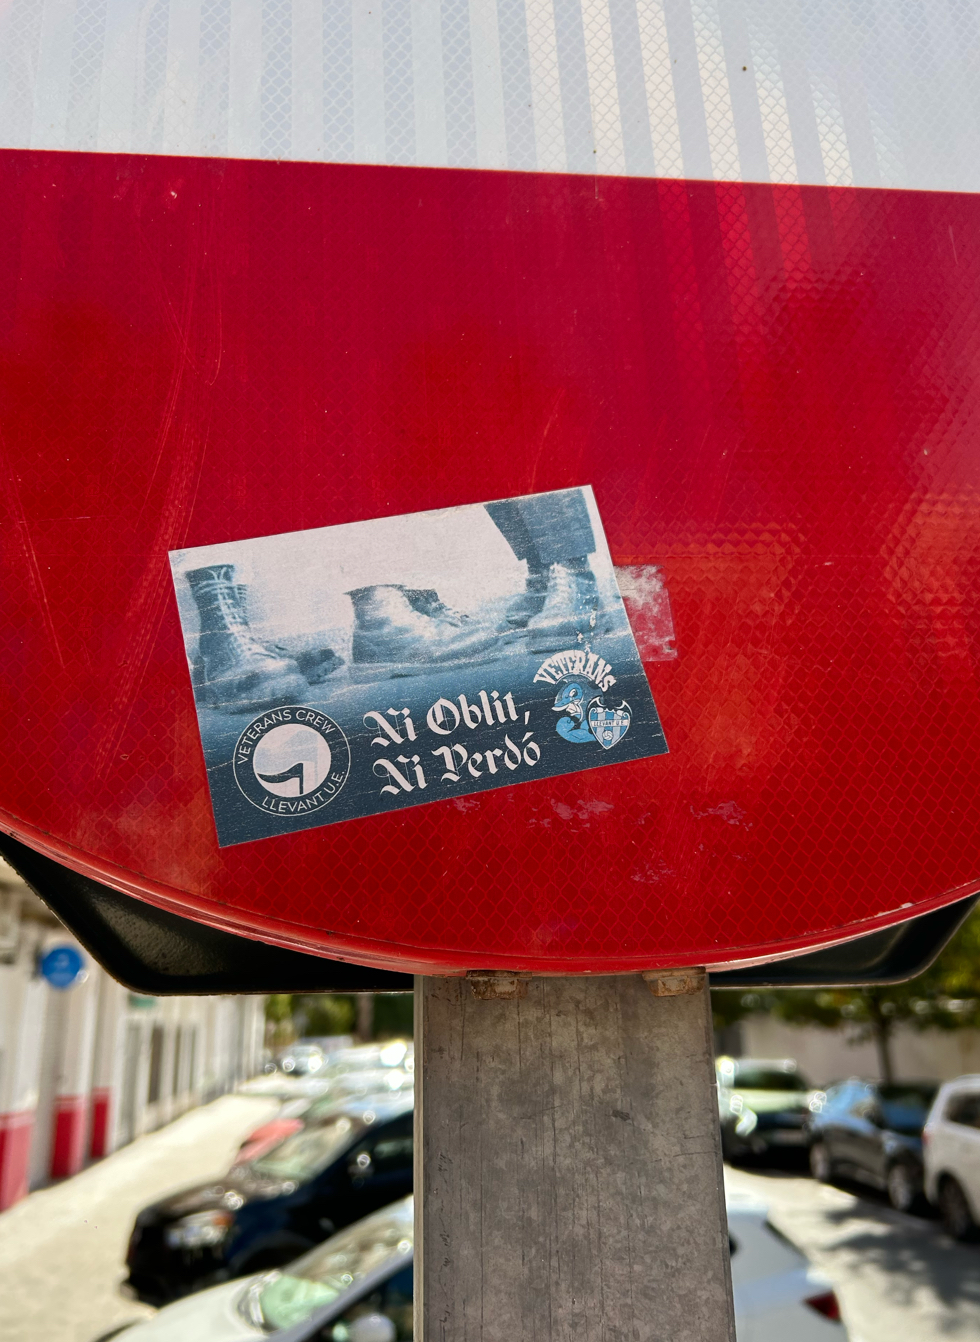 VETERANS CREW
LLEVANT U.E.
Ni Oblit,
Ni Perdó
VETERANS
LLEVANT U.E.